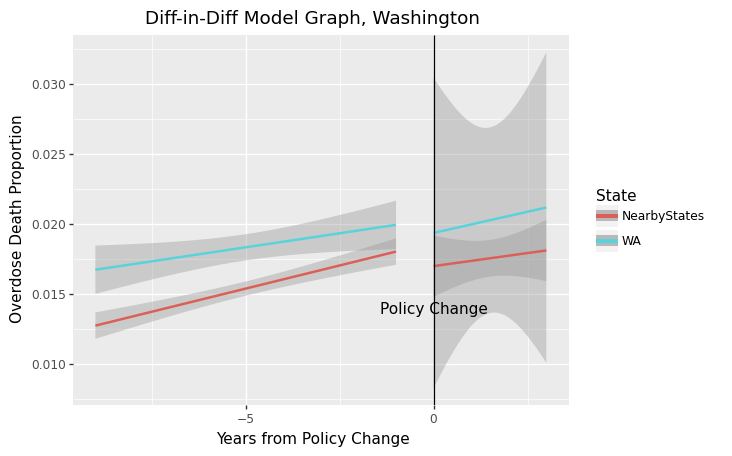 Diff-in-Diff Model Graph, Washington
Overdose Death Proportion
0.030
0.025
0.020
0.015
0.010
Policy Change
−5
0
Years from Policy Change
State
NearbyStates
WA